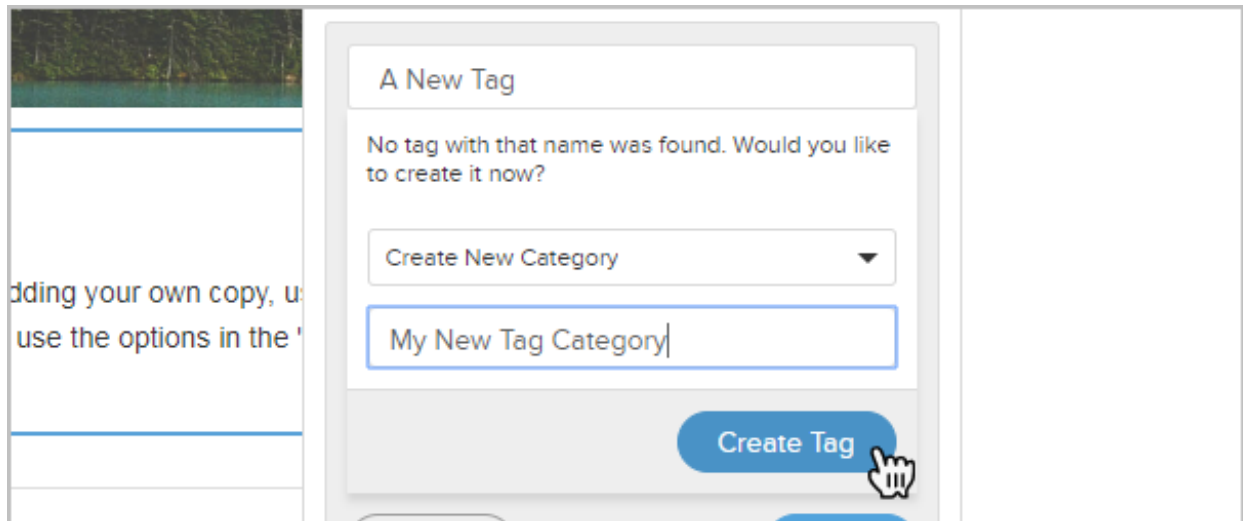 A New Tag
No tag with that name was found. Would you like
to create it now?
Create New Category
dding your own copy, u
use the options in the '
My New Tag Category
Create Tag